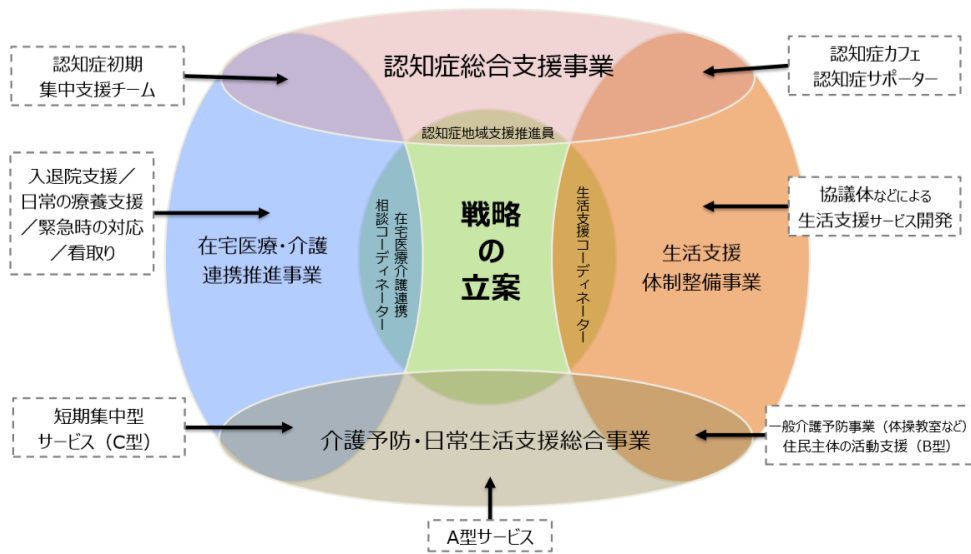 認知症総合支援事業
認知症初期
集中支援チーム
認知症カフェ
認知症サポーター
認知症地域支援推進員
入退院支援／
日常の療養支援
／緊急時の対応
／看取り
在宅医療・介護
連携推進事業
在宅医療介護連携
相談コーディネーター
戦略
の
立案
生活支援コーディネーター
生活支援
体制整備事業
協議体などによる
生活支援サービス開発
短期集中型
サービス（C型）
介護予防・日常生活支援総合事業
一般介護予防事業（体操教室など）
住民主体の活動支援（B型）
A型サービス